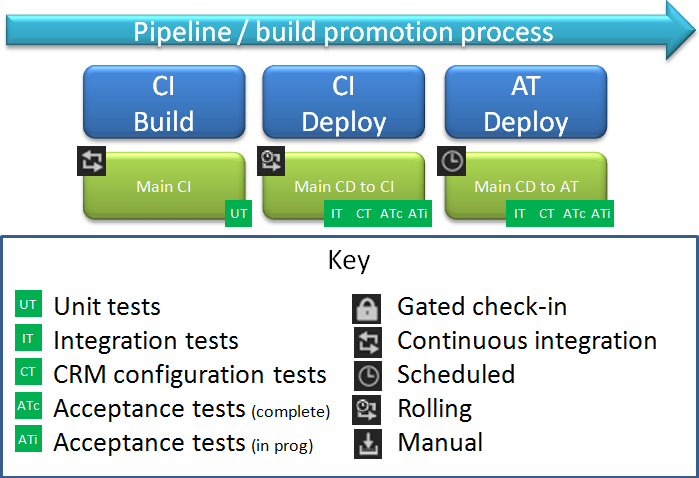 Pipeline / build promotion process
CI
Build
CI
Deploy
AT
Deploy
Main CI
Main CD to CI
Main CD to AT
UT
IT CT ATc ATi
IT CT ATc ATi
Key
UT Unit tests
IT Integration tests
CT CRM configuration tests
ATc Acceptance tests (complete)
ATi Acceptance tests (in prog)
Gated check-in
Continuous integration
Scheduled
Rolling
Manual